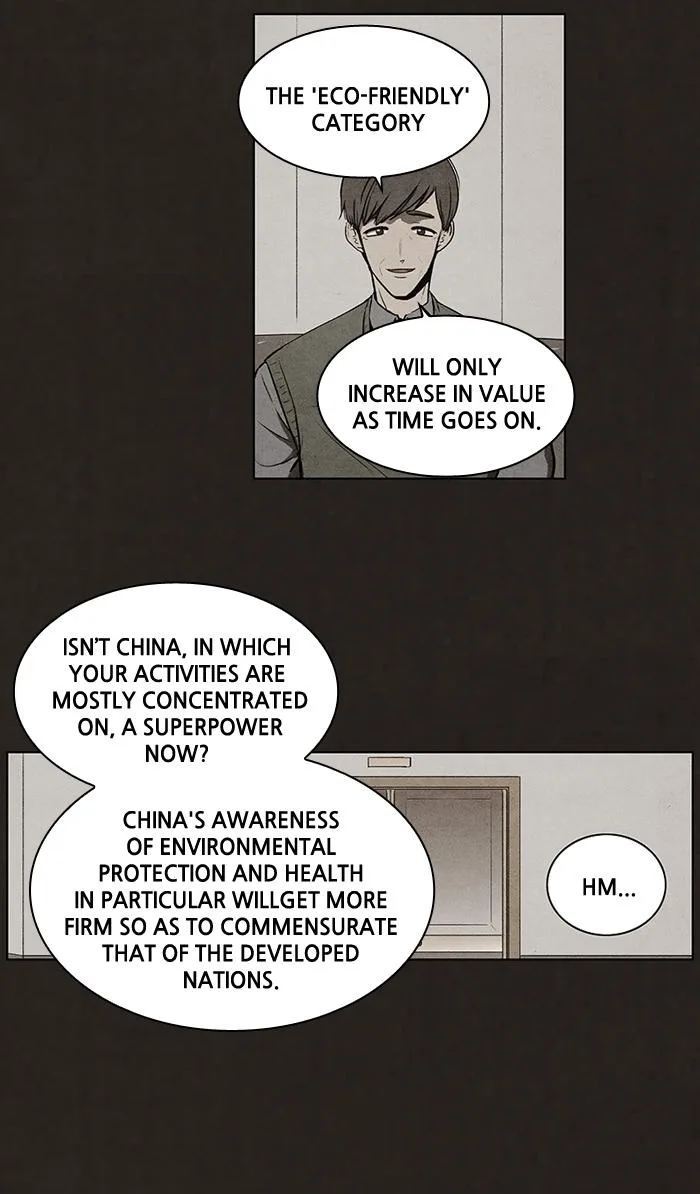 THE 'ECO-FRIENDLY'
CATEGORY
WILL ONLY
INCREASE IN VALUE
AS TIME GOES ON.
ISN'T CHINA, IN WHICH
YOUR ACTIVITIES ARE
MOSTLY CONCENTRATED
ON, A SUPERPOWER
NOW?
CHINA'S AWARENESS
OF ENVIRONMENTAL
PROTECTION AND HEALTH
IN PARTICULAR WILLGET MORE
FIRM SO AS TO COMMENSURATE
THAT OF THE DEVELOPED
NATIONS.
HM...